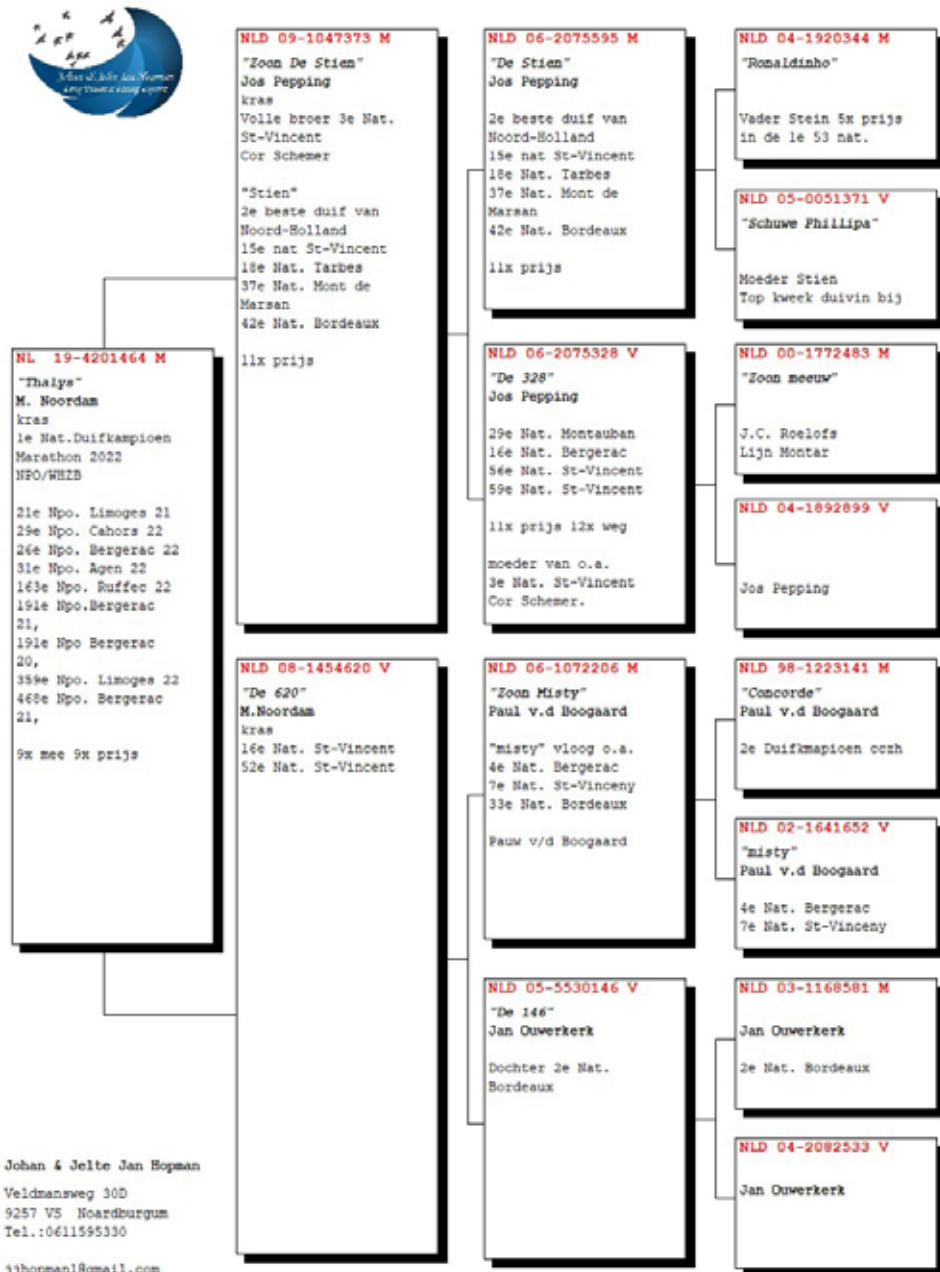 NL 19-4201464 M
"Thalys"
M. Noordam
kras
1e Nat.Duifkampioen
Marathon 2022
NPO/WHZB
21e Npo. Limoges 21
29e Npo. Cahors 22
26e Npo. Bergerac 22
31e Npo. Agen 22
163e Npo. Ruffec 22
191e Npo.Bergerac
21,
191e Npo Bergerac
20,
359e Npo. Limoges 22
468e Npo. Bergerac
21,
9x mee 9x prijs
NLD 09-1047373 M
"Zoon De Stien"
Jos Pepping
kras
Volle broer 3e Nat.
St-Vincent
Cor Schemer
"Stien"
2e beste duif van
Noord-Holland
15e nat St-Vincent
18e Nat. Tarbes
37e Nat. Mont de
Marsan
42e Nat. Bordeaux
11x prijs
NLD 08-1454620 V
"De 620"
M.Noordam
kras
16e Nat. St-Vincent
52e Nat. St-Vincent
NLD 06-2075595 M
"De Stien"
Jos Pepping
2e beste duif van
Noord-Holland
15e nat St-Vincent
18e Nat. Tarbes
37e Nat. Mont de
Marsan
42e Nat. Bordeaux
11x prijs
NLD 06-2075328 V
"De 328"
Jos Pepping
29e Nat. Montauban
16e Nat. Bergerac
56e Nat. St-Vincent
59e Nat. St-Vincent
11x prijs 12x weg
moeder van o.a.
3e Nat. St-Vincent
Cor Schemer.
NLD 06-1072206 M
"Zoon Misty"
Paul v.d Boogaard
"misty" vloog o.a.
4e Nat. Bergerac
7e Nat. St-Vinceny
33e Nat. Bordeaux
Pauw v/d Boogaard
NLD 05-5530146 V
"De 146"
Jan Ouwerkerk
Dochter 2e Nat.
Bordeaux
NLD 04-1920344 M
"Ronaldinho"
Vader Stein 5x prijs
in de 1e 53 nat.
NLD 05-0051371 V
"Schuwe Phillipa"
Moeder Stien
Top kweek duivin bij
NLD 00-1772483 M
"Zoon meeuw"
J.C. Roelofs
Lijn Montar
NLD 04-1892899 V
Jos Pepping
NLD 98-1223141 M
"Concorde"
Paul v.d Boogaard
2e Duifkmapioen cczh
NLD 02-1641652 V
"misty"
Paul v.d Boogaard
4e Nat. Bergerac
7e Nat. St-Vinceny
NLD 03-1168581 M
Jan Ouwerkerk
2e Nat. Bordeaux
NLD 04-2082533 V
Jan Ouwerkerk
Johan & Jelte Jan Hopman
Veldmansweg 30D
9257 VS Noardburgum
Tel.:0611595330
jjhopman1@gmail.com